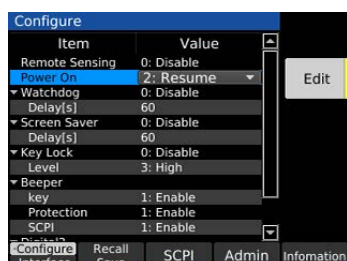 Configure
Item Value
Remote Sensing 0: Disable
Power On 2: Resume
Watchdog 0: Disable
Delay[s] 60
Screen Saver 0: Disable
Delay[s] 60
Key Lock 0: Disable
Level 3: High
Beeper
key 1: Enable
Protection 1: Enable
SCPI 1: Enable
Edit
Configure Recall SCPI Admin Infomation